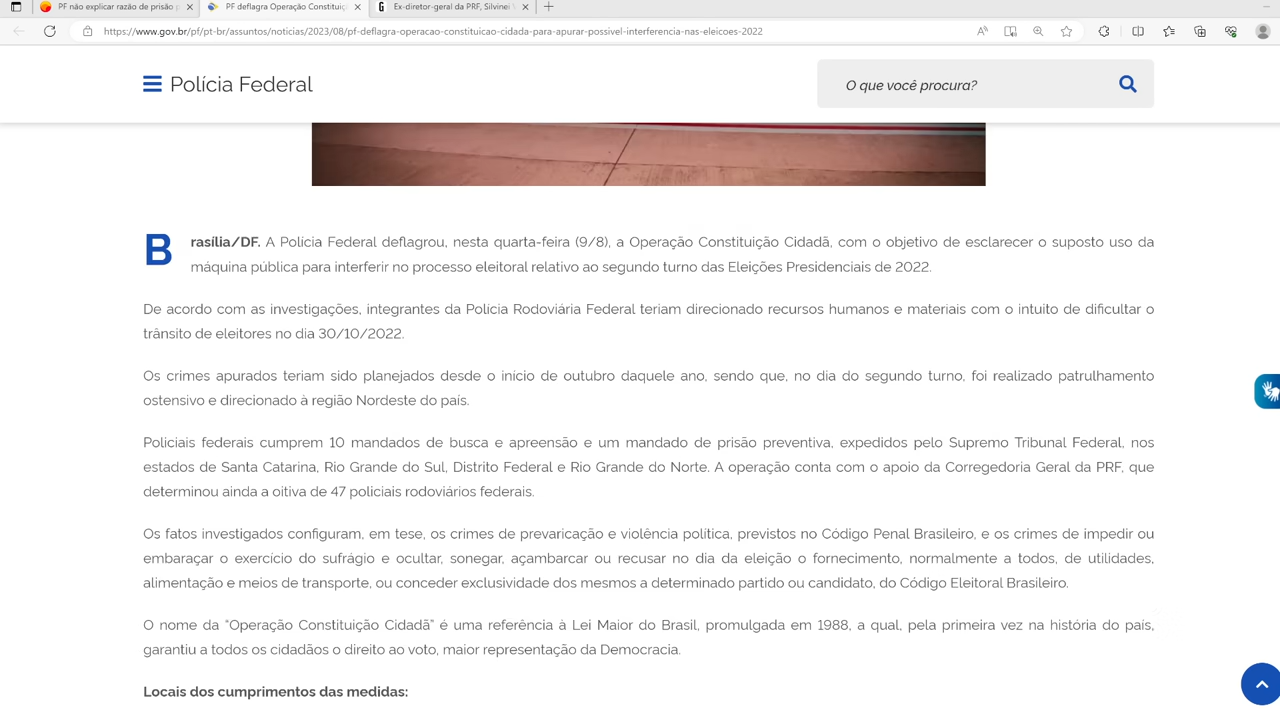 PF não explicar razão de prisão p
PF deflagra Operação Constituiç
Ex-diretor-geral da PRF, Silvinei V
https://www.gov.br/pf/pt-br/assuntos/noticias/2023/08/pf-deflagra-operacao-constituicao-cidada-para-apurar-possivel-interferencia-nas-eleicoes-2022
Polícia Federal
O que você procura?
Brasília/DF. A Polícia Federal deflagrou, nesta quarta-feira (9/8), a Operação Constituição Cidadã, com o objetivo de esclarecer o suposto uso da
máquina pública para interferir no processo eleitoral relativo ao segundo turno das Eleições Presidenciais de 2022.
De acordo com as investigações, integrantes da Polícia Rodoviária Federal teriam direcionado recursos humanos e materiais com o intuito de dificultar o
trânsito de eleitores no dia 30/10/2022.
Os crimes apurados teriam sido planejados desde o início de outubro daquele ano, sendo que, no dia do segundo turno, foi realizado patrulhamento
ostensivo e direcionado à região Nordeste do país.
Policiais federais cumprem 10 mandados de busca e apreensão e um mandado de prisão preventiva, expedidos pelo Supremo Tribunal Federal, nos
estados de Santa Catarina, Rio Grande do Sul, Distrito Federal e Rio Grande do Norte. A operação conta com o apoio da Corregedoria Geral da PRF, que
determinou ainda a oitiva de 47 policiais rodoviários federais.
Os fatos investigados configuram, em tese, os crimes de prevaricação e violência política, previstos no Código Penal Brasileiro, e os crimes de impedir ou
embaraçar o exercício do sufrágio e ocultar, sonegar, açambarcar ou recusar no dia da eleição o fornecimento, normalmente a todos, de utilidades,
alimentação e meios de transporte, ou conceder exclusividade dos mesmos a determinado partido ou candidato, do Código Eleitoral Brasileiro.
O nome da “Operação Constituição Cidadã” é uma referência à Lei Maior do Brasil, promulgada em 1988, a qual, pela primeira vez na história do país,
garantiu a todos os cidadãos o direito ao voto, maior representação da Democracia.
Locais dos cumprimentos das medidas: